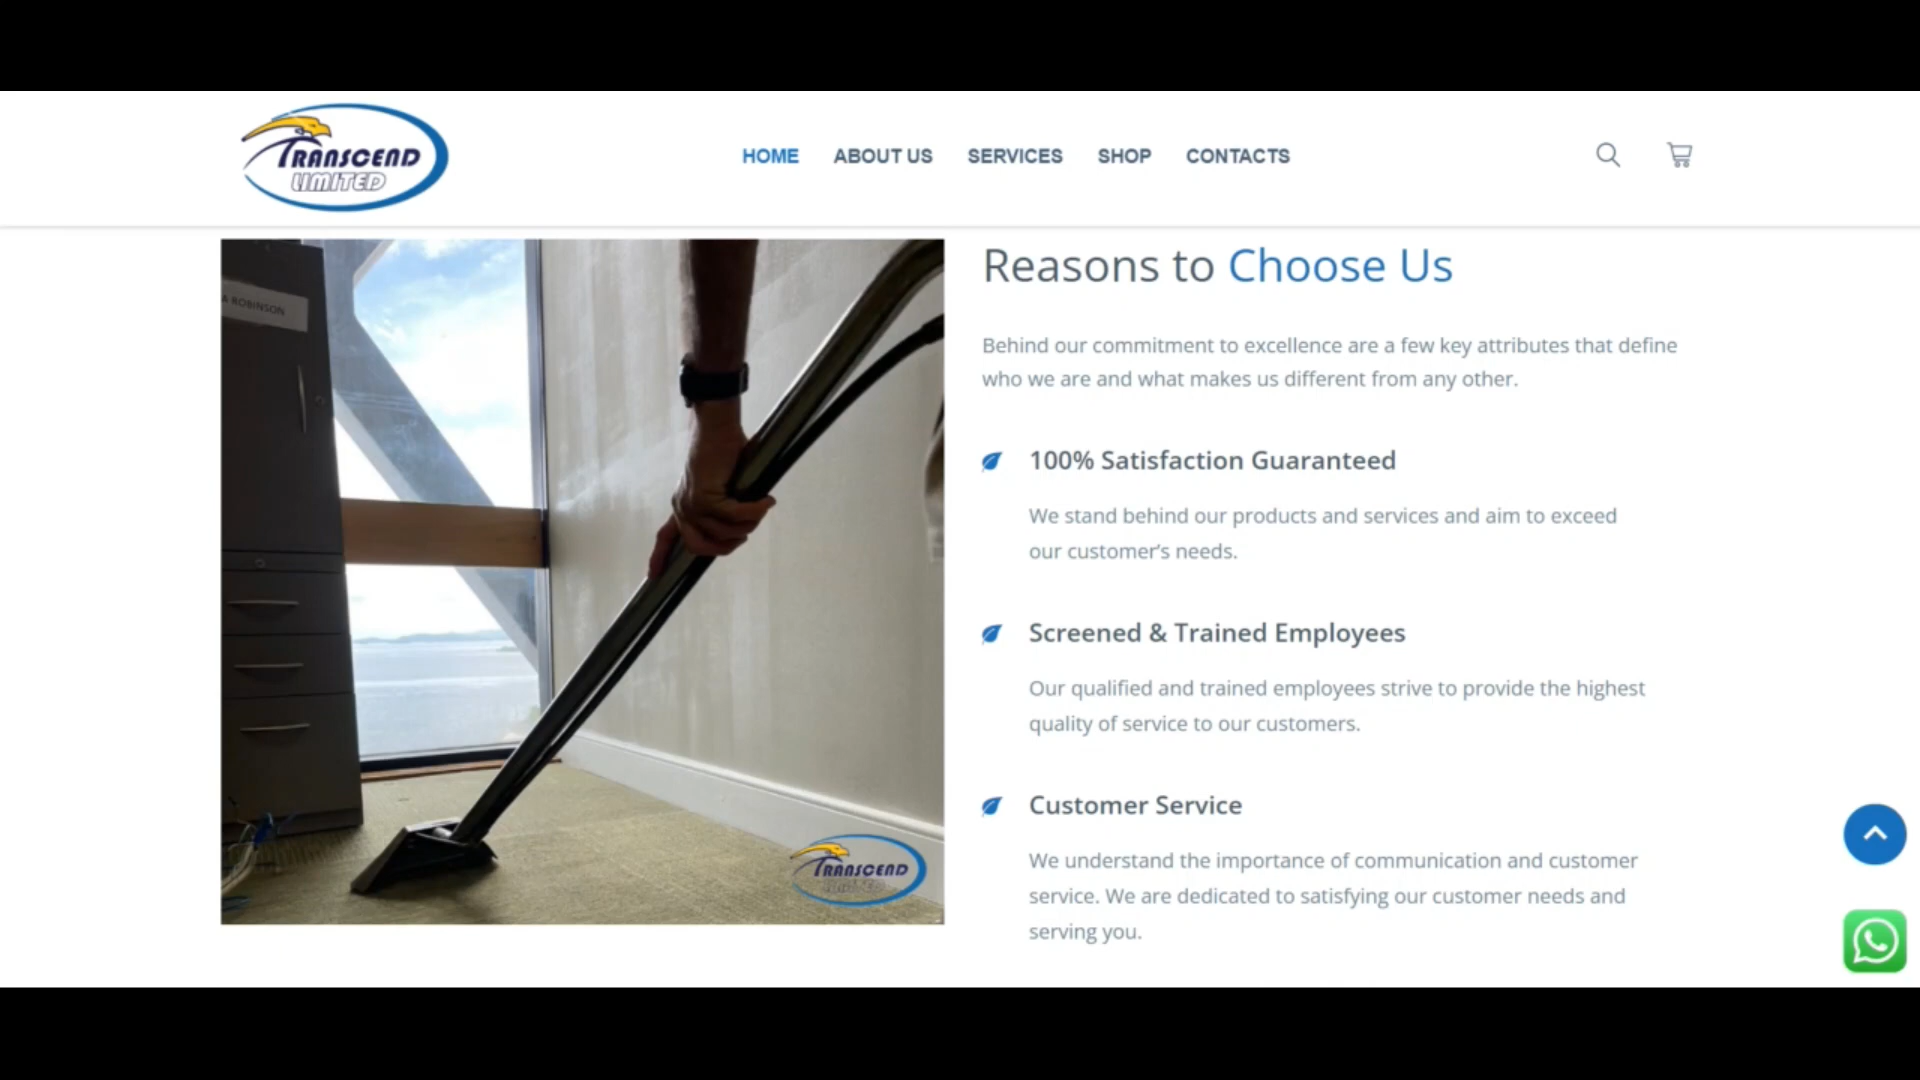 TRANSCEND
LIMITED
HOME ABOUT US SERVICES SHOP CONTACTS
A ROBINSON
Reasons to Choose Us
Behind our commitment to excellence are a few key attributes that define
who we are and what makes us different from any other.
100% Satisfaction Guaranteed
We stand behind our products and services and aim to exceed
our customer’s needs.
Screened & Trained Employees
Our qualified and trained employees strive to provide the highest
quality of service to our customers.
Customer Service
We understand the importance of communication and customer
service. We are dedicated to satisfying our customer needs and
serving you.
TRANSCEND
LIMITED